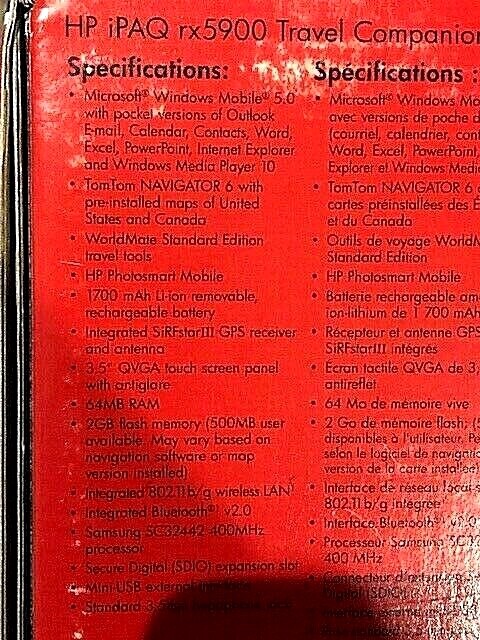 HP iPAQ rx5900 Travel Companion
Specifications:
• Microsoft® Windows Mobile® 5.0
with pocket versions of Outlook
E-mail, Calendar, Contacts, Word,
Excel, PowerPoint, Internet Explorer
and Windows Media Player 10
• TomTom NAVIGATOR 6 with
pre-installed maps of United
States and Canada
• WorldMate Standard Edition
travel tools
• HP Photosmart Mobile
• 1700 mAh Li-ion removable,
rechargeable battery
• Integrated SiRFstarIII GPS receiver
and antenna
• 3.5" QVGA touch screen panel
with antiglare
• 64MB RAM
• 2GB flash memory (500MB user
available. May vary based on
navigation software or map
version installed)
• Integrated 802.11b/g wireless LAN
• Integrated Bluetooth® v2.0
• Samsung SC32442 400MHz
processor
• Secure Digital (SDIO) expansion slot
• Mini-USB external
• Standard
Spécifications :
• Microsoft® Windows
avec versions de poche
(courriel, calendrier,
Word, Excel, PowerPoint,
Explorer et Windows
• TomTom NAVIGATOR 6
cartes préinstallées des
et du Canada
• Outils de voyage
Standard Edition
• HP Photosmart Mobile
• Batterie rechargeable
ion-lithium de 1 700
• Récepteur et antenne GPS
SiRFstarIII intégrés
• Écran tactile QVGA de
antireflet
• 64 Mo de mémoire vive
• 2 Go de mémoire flash;
disponibles à l'utilisateur.
selon le logiciel de
version de la carte installée)
• Interface de réseau local
802.11b/g intégrée
• Interface Bluetooth® v2.0
• Processeur Samsung
400 MHz
Digital (SDIO)